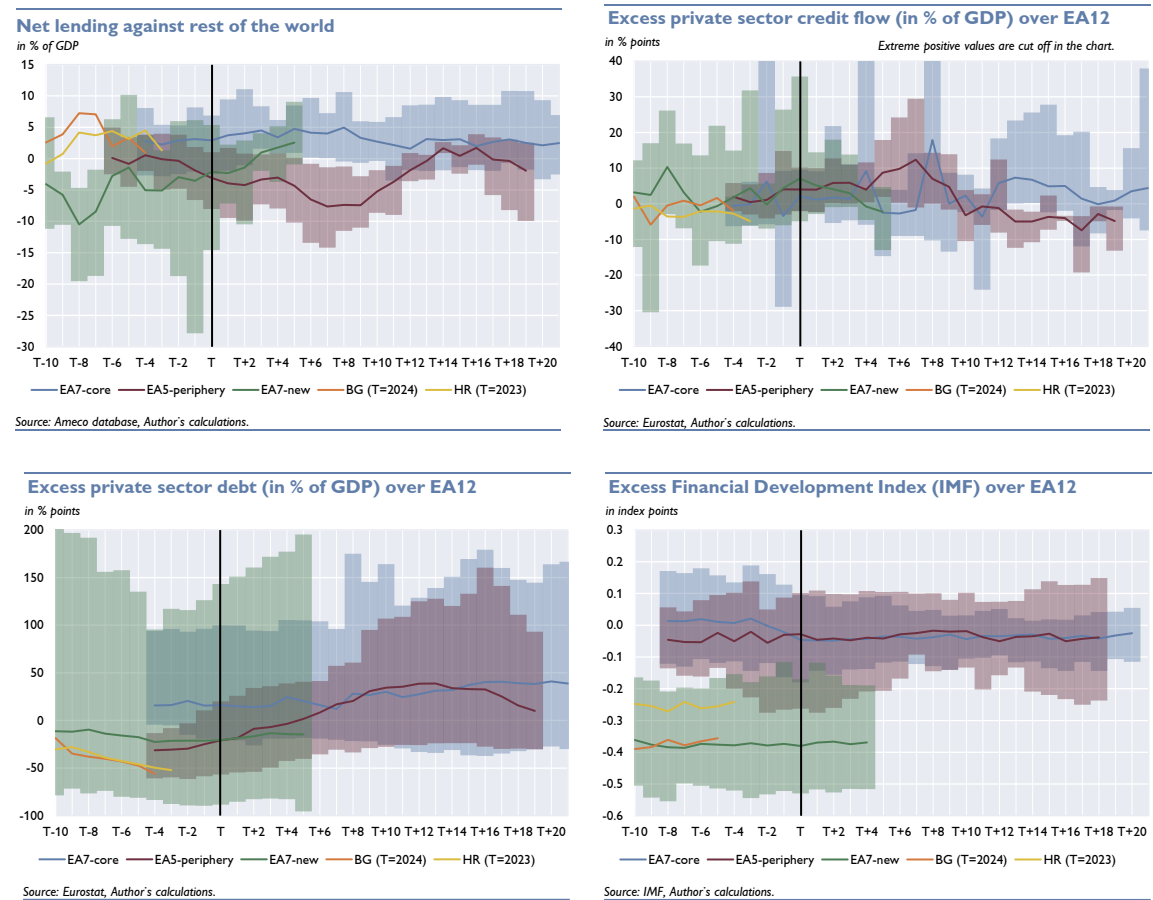 Net lending against rest of the world
in % of GDP
15
10
5
0
-5
-10
-15
-20
-25
-30
T-10 T-8 T-6 T-4 T-2 T T+2 T+4 T+6 T+8 T+10 T+12 T+14 T+16 T+18 T+20
EA7-core EA5-periphery EA7-new BG (T=2024) HR (T=2023)
Source: Ameco database, Author's calculations.
Excess private sector credit flow (in % of GDP) over EA12
in % points
Extreme positive values are cut off in the chart.
40
30
20
10
0
-10
-20
-30
-40
T-10 T-8 T-6 T-4 T-2 T T+2 T+4 T+6 T+8 T+10 T+12 T+14 T+16 T+18 T+20
EA7-core EA5-periphery EA7-new BG (T=2024) HR (T=2023)
Source: Eurostat, Author's calculations.
Excess private sector debt (in % of GDP) over EA12
in % points
200
150
100
50
0
-50
-100
T-10 T-8 T-6 T-4 T-2 T T+2 T+4 T+6 T+8 T+10 T+12 T+14 T+16 T+18 T+20
EA7-core EA5-periphery EA7-new BG (T=2024) HR (T=2023)
Source: Eurostat, Author's calculations.
Excess Financial Development Index (IMF) over EA12
in index points
0.3
0.2
0.1
0.0
-0.1
-0.2
-0.3
-0.4
-0.5
-0.6
T-10 T-8 T-6 T-4 T-2 T T+2 T+4 T+6 T+8 T+10 T+12 T+14 T+16 T+18 T+20
EA7-core EA5-periphery EA7-new BG (T=2024) HR (T=2023)
Source: IMF, Author's calculations.